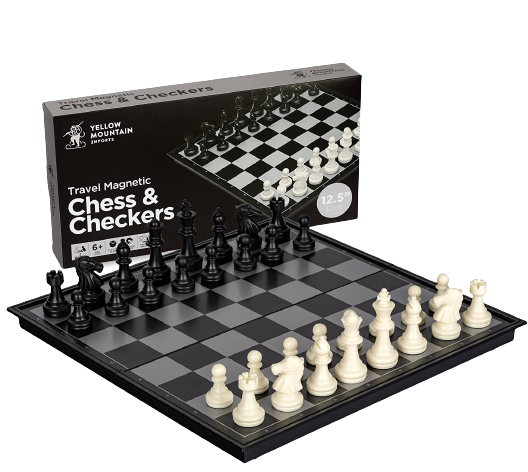 Travel Magnetic
Chess & Checkers
YELLOW
MOUNTAIN
IMPORTS
Travel Magnetic
Chess &
Checkers
12.5"
6+